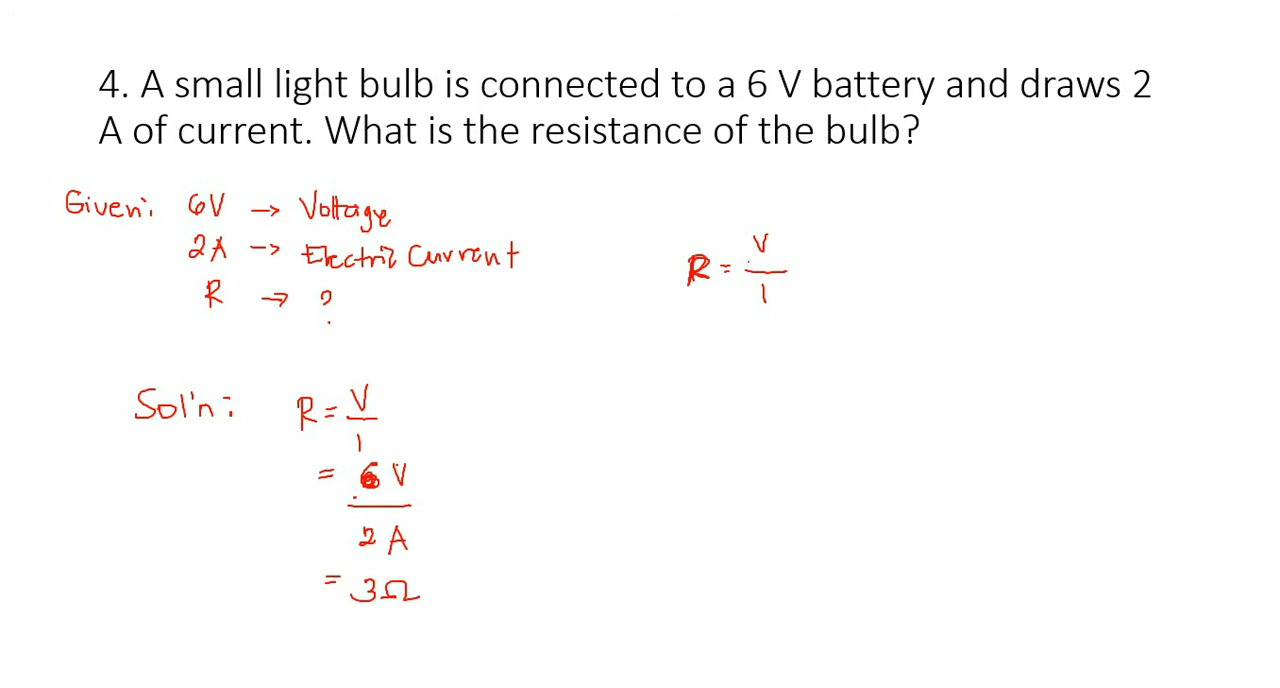 4. A small light bulb is connected to a 6 V battery and draws 2
A of current. What is the resistance of the bulb?
Given: 6V → Voltage
2A → Electric Current
R → ?
R = V
I
Sol'n: R = V
I
= 6 V
2 A
= 3Ω